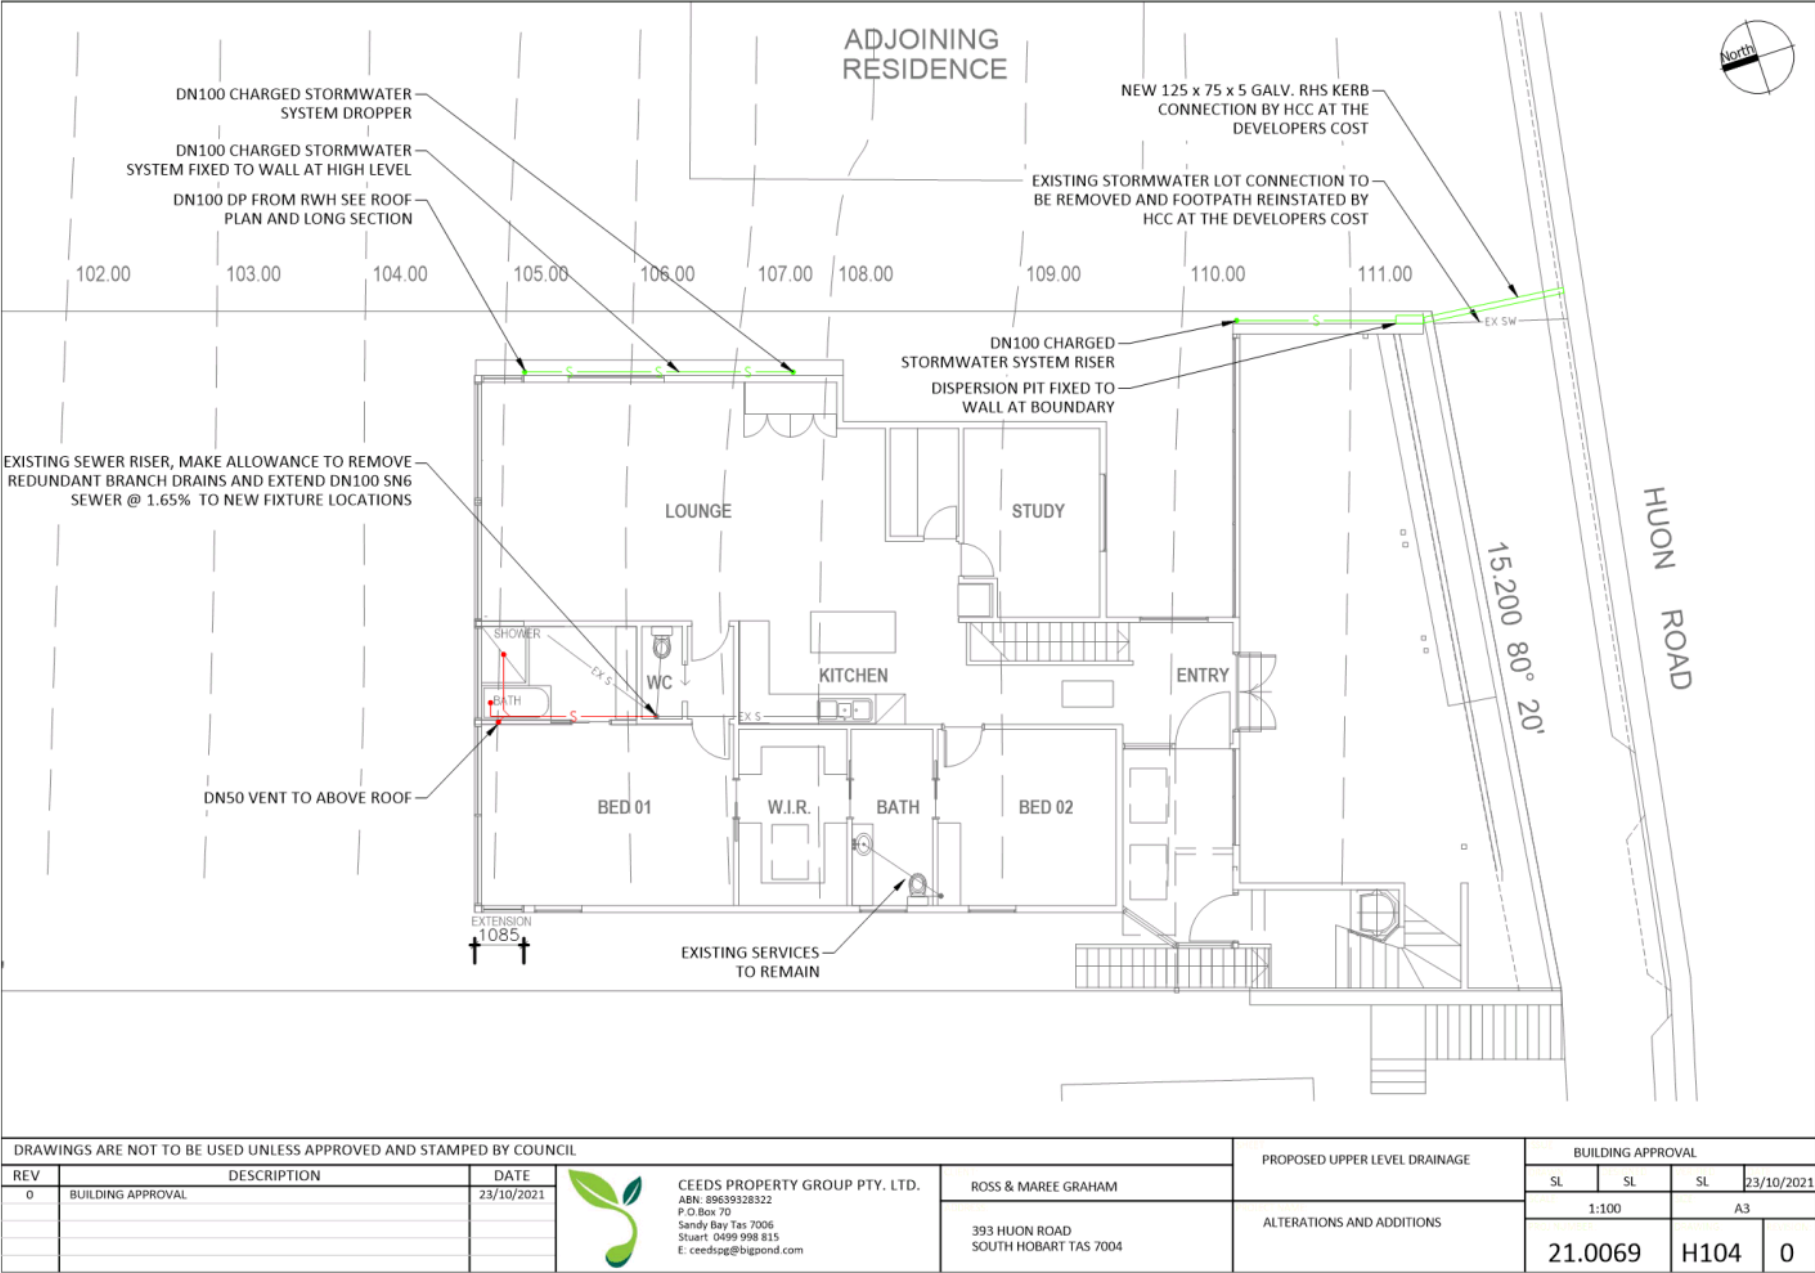 ADJOINING
RESIDENCE
North
DN100 CHARGED STORMWATER
SYSTEM DROPPER
DN100 CHARGED STORMWATER
SYSTEM FIXED TO WALL AT HIGH LEVEL
DN100 DP FROM RWH SEE ROOF
PLAN AND LONG SECTION
NEW 125 x 75 x 5 GALV. RHS KERB
CONNECTION BY HCC AT THE
DEVELOPERS COST
EXISTING STORMWATER LOT CONNECTION TO
BE REMOVED AND FOOTPATH REINSTATED BY
HCC AT THE DEVELOPERS COST
102.00 103.00 104.00 105.00 106.00 107.00 108.00 109.00 110.00 111.00
S
EX SW
DN100 CHARGED
STORMWATER SYSTEM RISER
DISPERSION PIT FIXED TO
WALL AT BOUNDARY
S S S
EXISTING SEWER RISER, MAKE ALLOWANCE TO REMOVE
REDUNDANT BRANCH DRAINS AND EXTEND DN100 SN6
SEWER @ 1.65% TO NEW FIXTURE LOCATIONS
LOUNGE
STUDY
HUON ROAD
15.200 80° 20'
SHOWER
EX S
WC
KITCHEN
ENTRY
BATH
S
EX S
DN50 VENT TO ABOVE ROOF
BED 01
W.I.R.
BATH
BED 02
EXTENSION
1085
EXISTING SERVICES
TO REMAIN
DRAWINGS ARE NOT TO BE USED UNLESS APPROVED AND STAMPED BY COUNCIL
REV DESCRIPTION DATE
0 BUILDING APPROVAL 23/10/2021
CEEDS PROPERTY GROUP PTY. LTD.
ABN: 89639328322
P.O.Box 70
Sandy Bay Tas 7006
Stuart 0499 998 815
E: ceedspg@bigpond.com
ROSS & MAREE GRAHAM
393 HUON ROAD
SOUTH HOBART TAS 7004
PROPOSED UPPER LEVEL DRAINAGE
ALTERATIONS AND ADDITIONS
BUILDING APPROVAL
SL SL SL 23/10/2021
1:100 A3
21.0069 H104 0